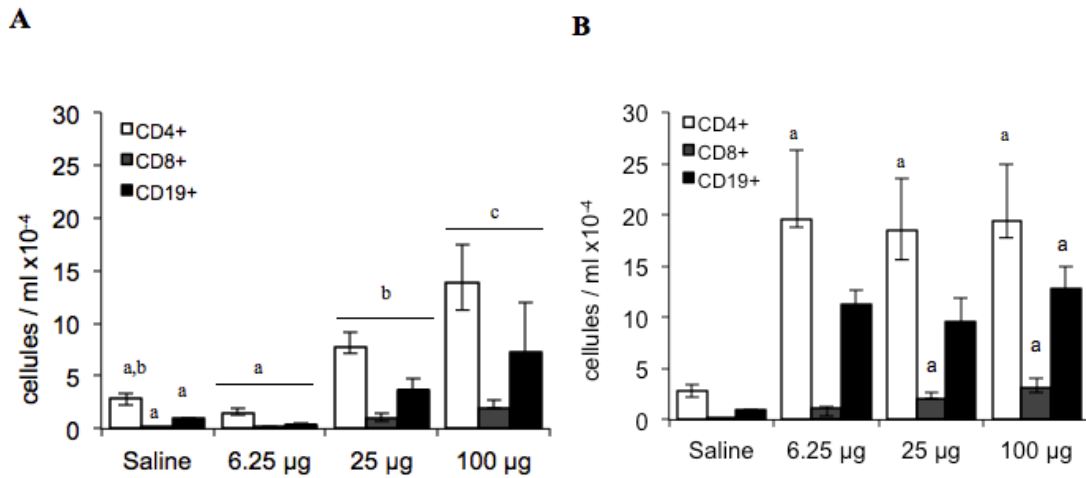 A
cellules / ml x10-4
30
25
20
15
10
5
0
CD4+
CD8+
CD19+
a,b
a
a
a
b
c
Saline 6.25 µg 25 µg 100 µg
B
cellules / ml x10-4
30
25
20
15
10
5
0
CD4+
CD8+
CD19+
a
a
a
a
a
a
Saline 6.25 µg 25 µg 100 µg